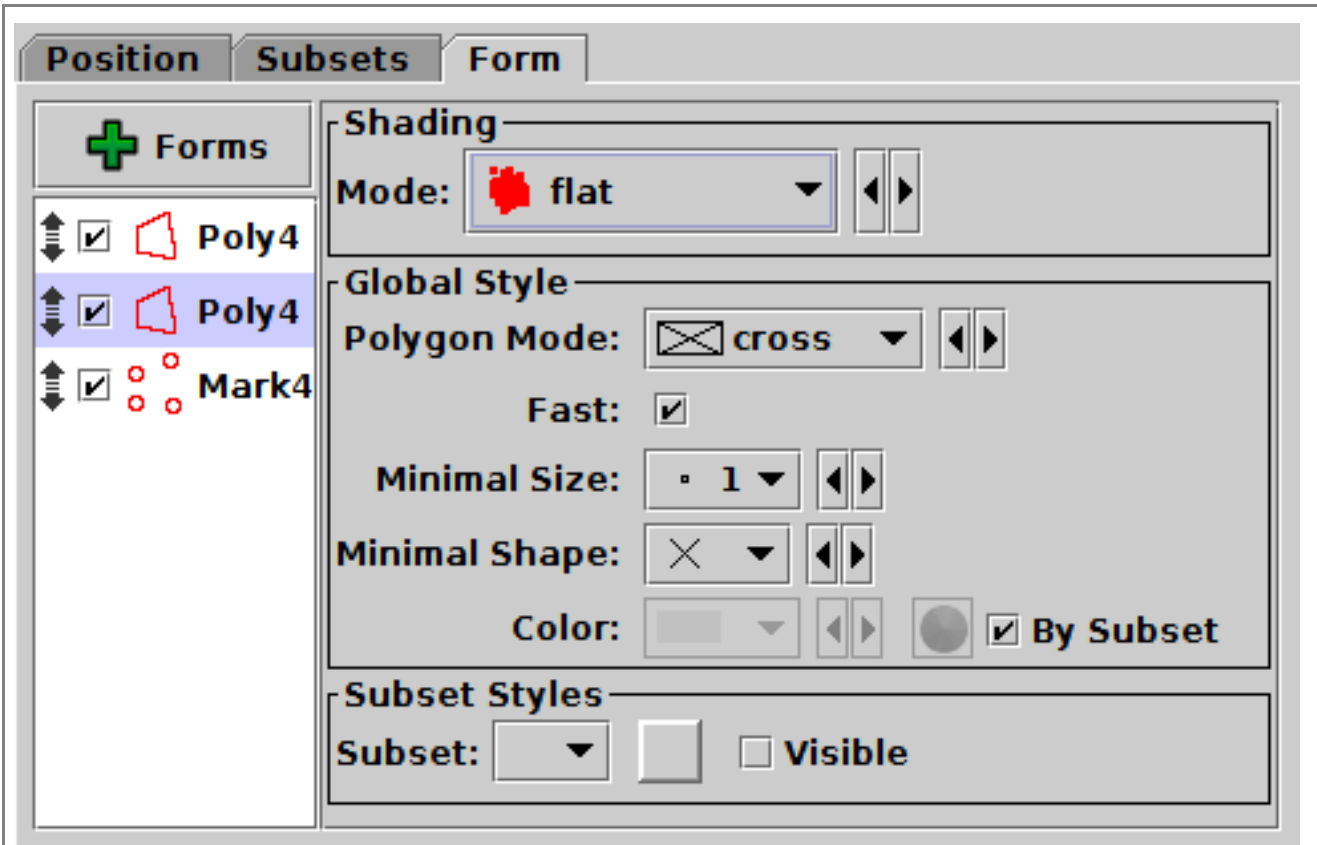 Position Subsets Form
Forms
Poly4
Poly4
Mark4
Shading
Mode: flat
Global Style
Polygon Mode: cross
Fast:
Minimal Size: 1
Minimal Shape:
Color: By Subset
Subset Styles
Subset: Visible